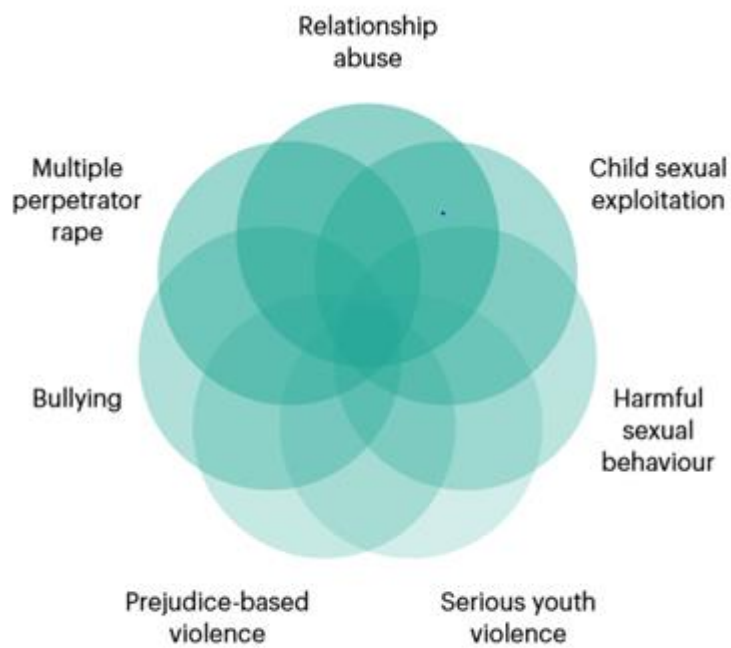 Relationship
abuse
Multiple
perpetrator
rape
Child sexual
exploitation
Bullying
Harmful
sexual
behaviour
Prejudice-based
violence
Serious youth
violence